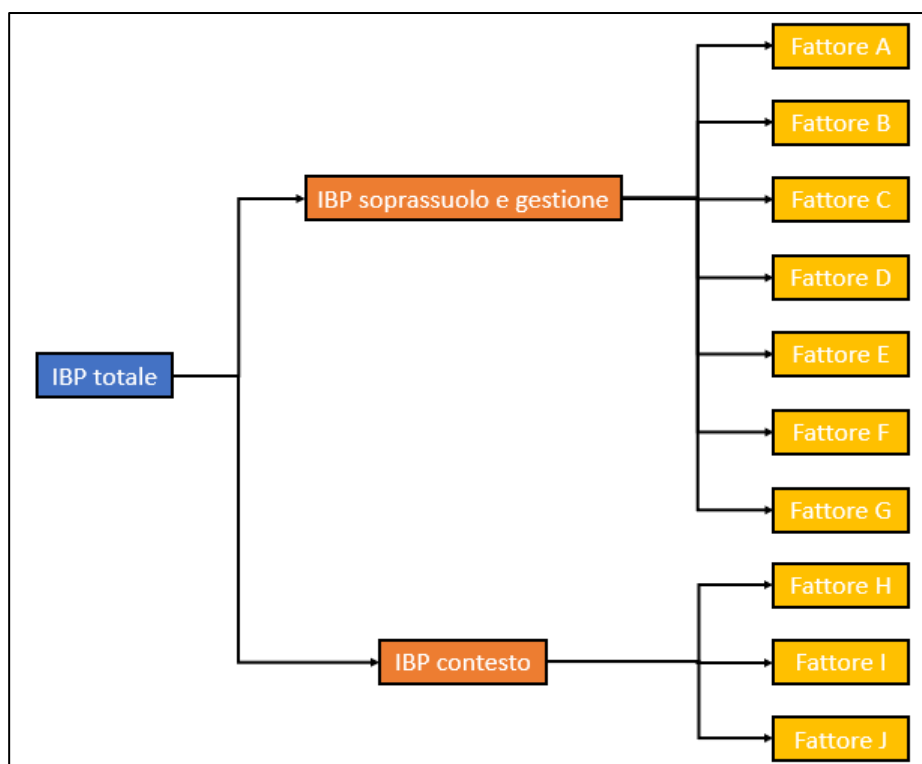 Fattore A
Fattore B
IBP soprassuolo e gestione
Fattore C
Fattore D
Fattore E
IBP totale
Fattore F
Fattore G
Fattore H
IBP contesto
Fattore I
Fattore J